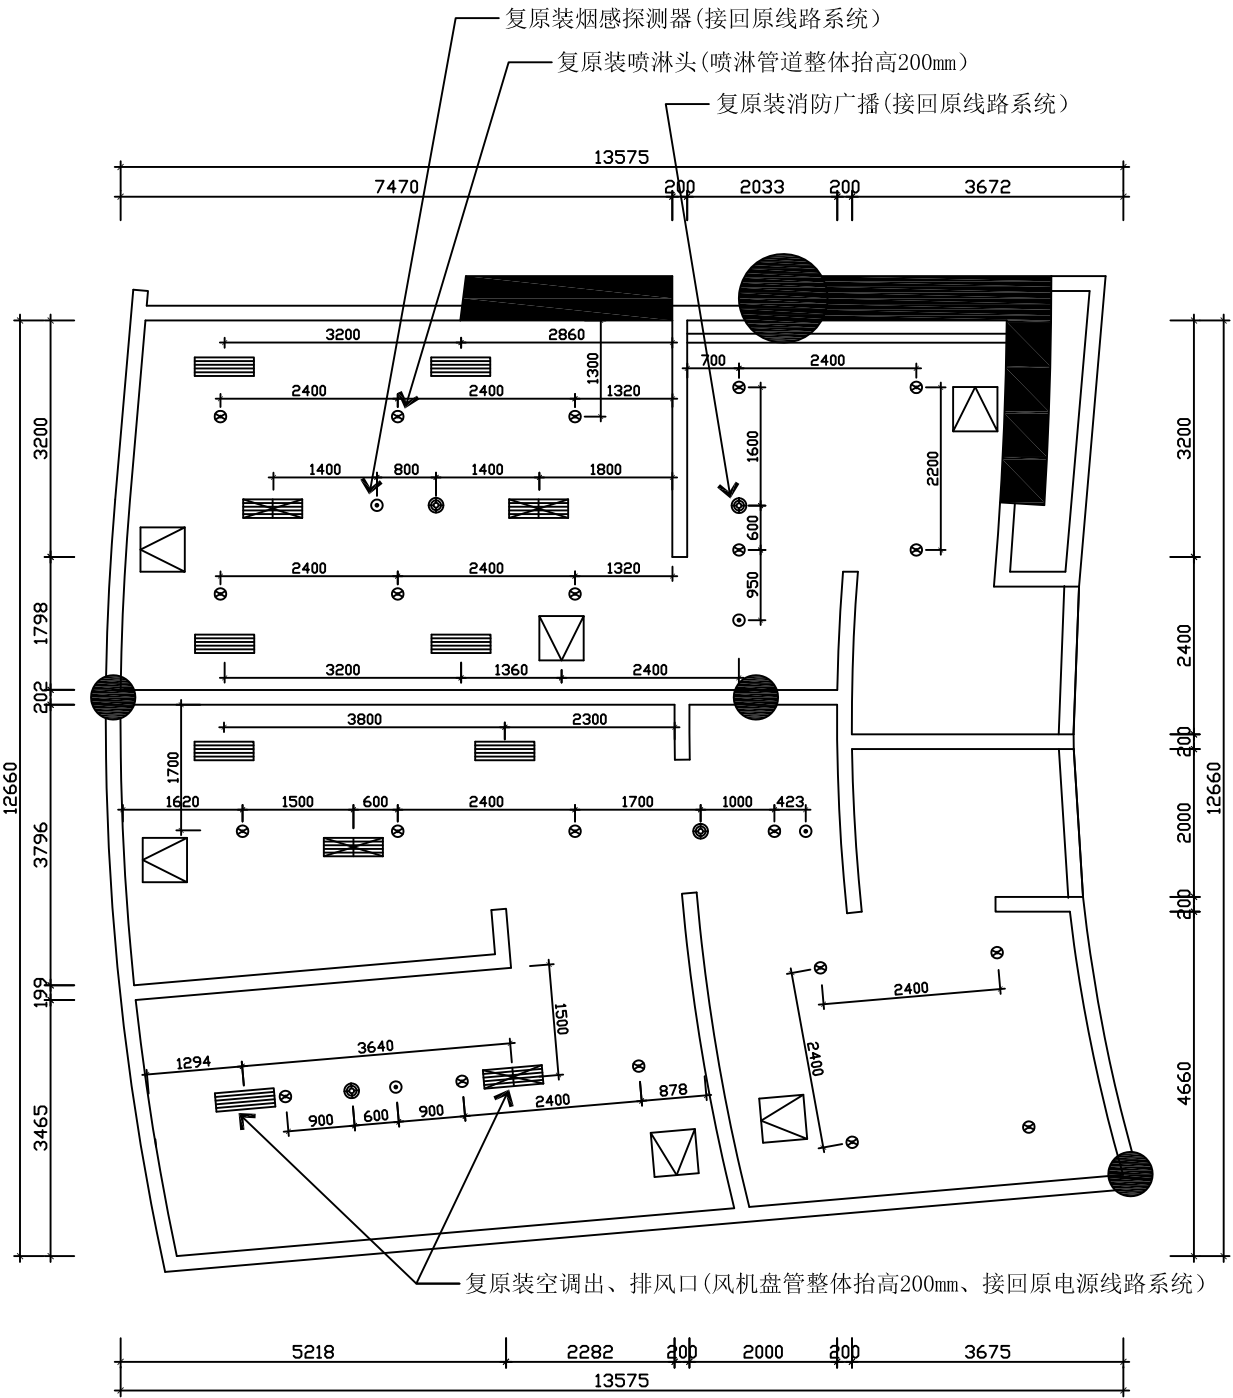 复原装烟感探测器(接回原线路系统)
复原装喷淋头(喷淋管道整体抬高200mm)
复原装消防广播(接回原线路系统)
13575
7470 200 2033 200 3672
3200 2860
1300
700 2400
2400 2400 1320
3200
3200
1600
2200
1400 800 1400 1800
600
2400 2400 1320
950
1798
2400
3200 1360 2400
202
3800 2300
200
1700
12660
12660
1620 1500 600 2400 1700 1000 423
3796
2000
200
199
2400
1500
3640
1294
2400
878
2400
900 600 900
4660
3465
复原装空调出、排风口(风机盘管整体抬高200mm、接回原电源线路系统)
5218 2282 200 2000 200 3675
13575